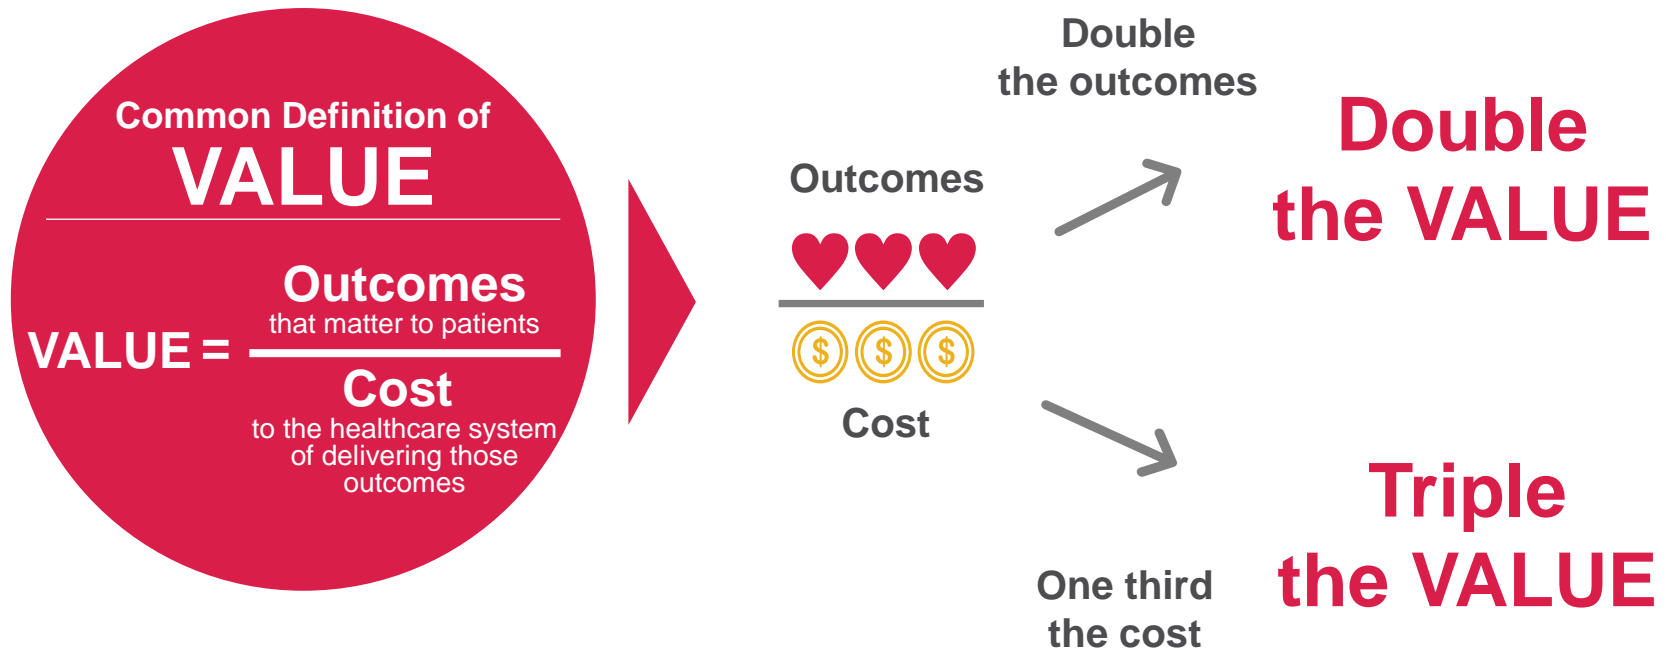 Common Definition of
VALUE
VALUE =
Outcomes
that matter to patients
Cost
to the healthcare system
of delivering those
outcomes
Outcomes
$ $ $
Cost
Double
the outcomes
Double
the VALUE
One third
the cost
Triple
the VALUE